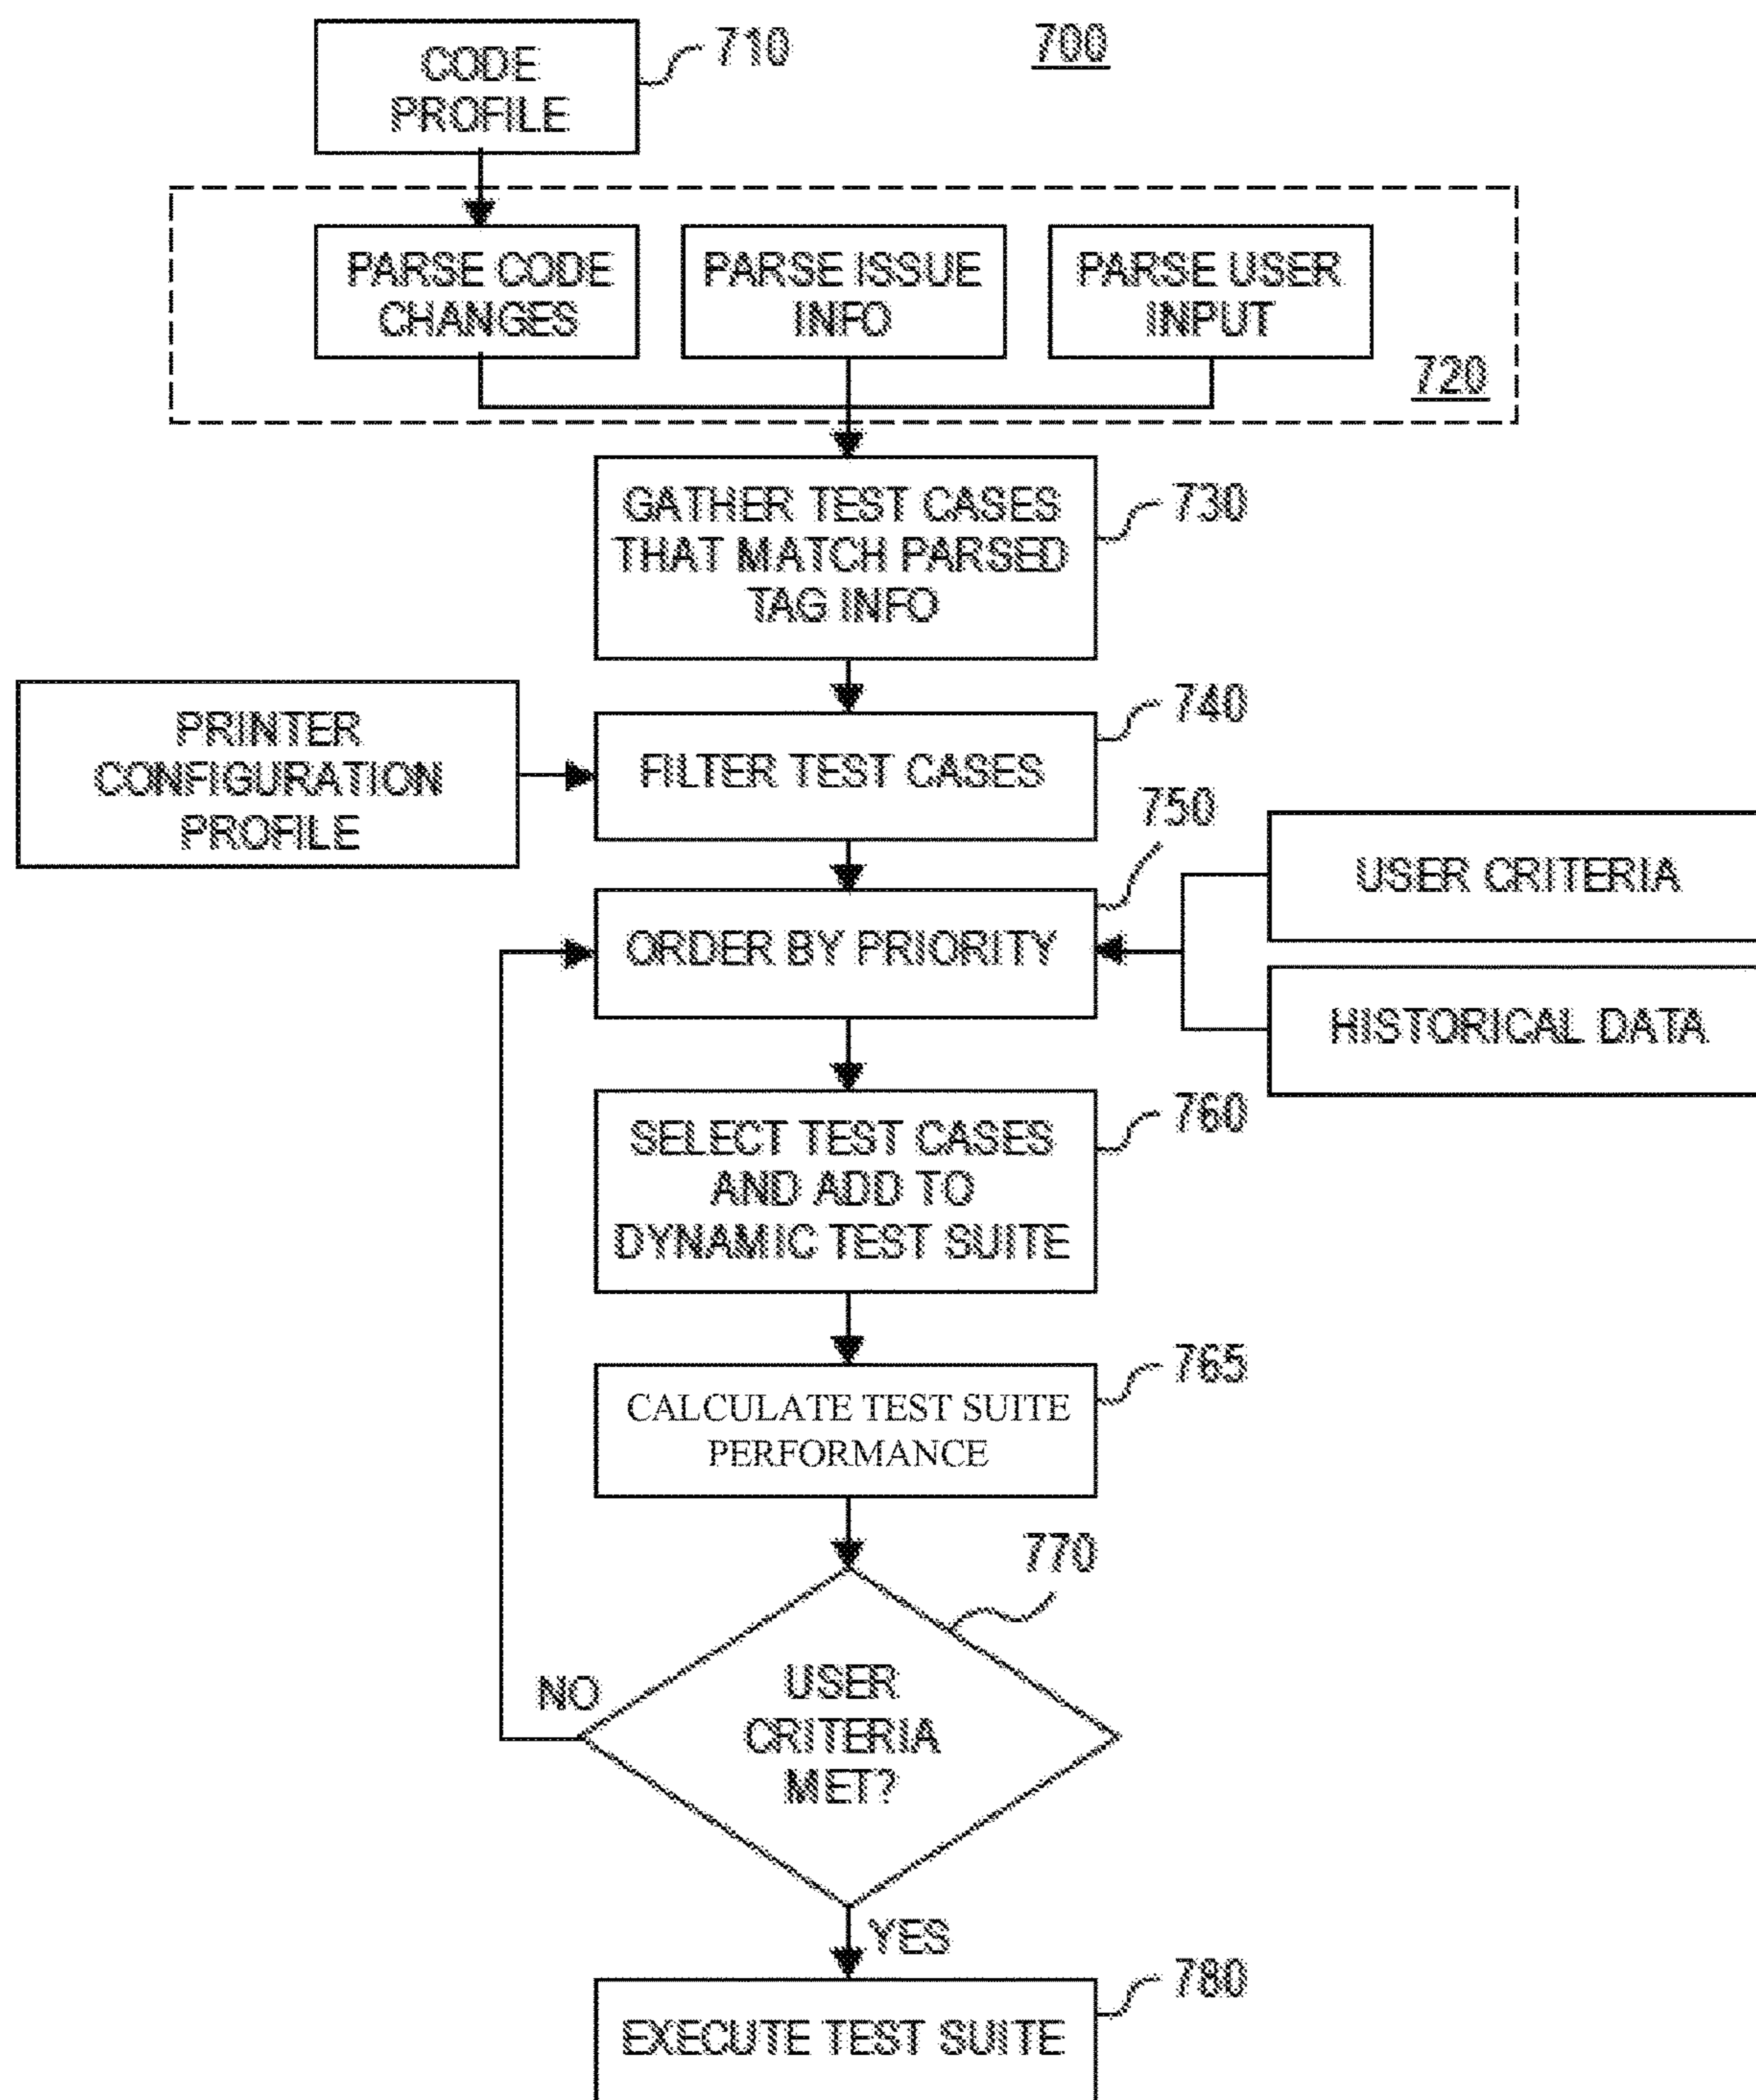 CODE
PROFILE
710
700
PARSE CODE
CHANGES
PARSE ISSUE
INFO
PARSE USER
INPUT
720
GATHER TEST CASES
THAT MATCH PARSED
TAG INFO
730
PRINTER
CONFIGURATION
PROFILE
FILTER TEST CASES
740
750
ORDER BY PRIORITY
USER CRITERIA
HISTORICAL DATA
SELECT TEST CASES
AND ADD TO
DYNAMIC TEST SUITE
760
CALCULATE TEST SUITE
PERFORMANCE
765
770
NO
USER
CRITERIA
MET?
YES
EXECUTE TEST SUITE
780